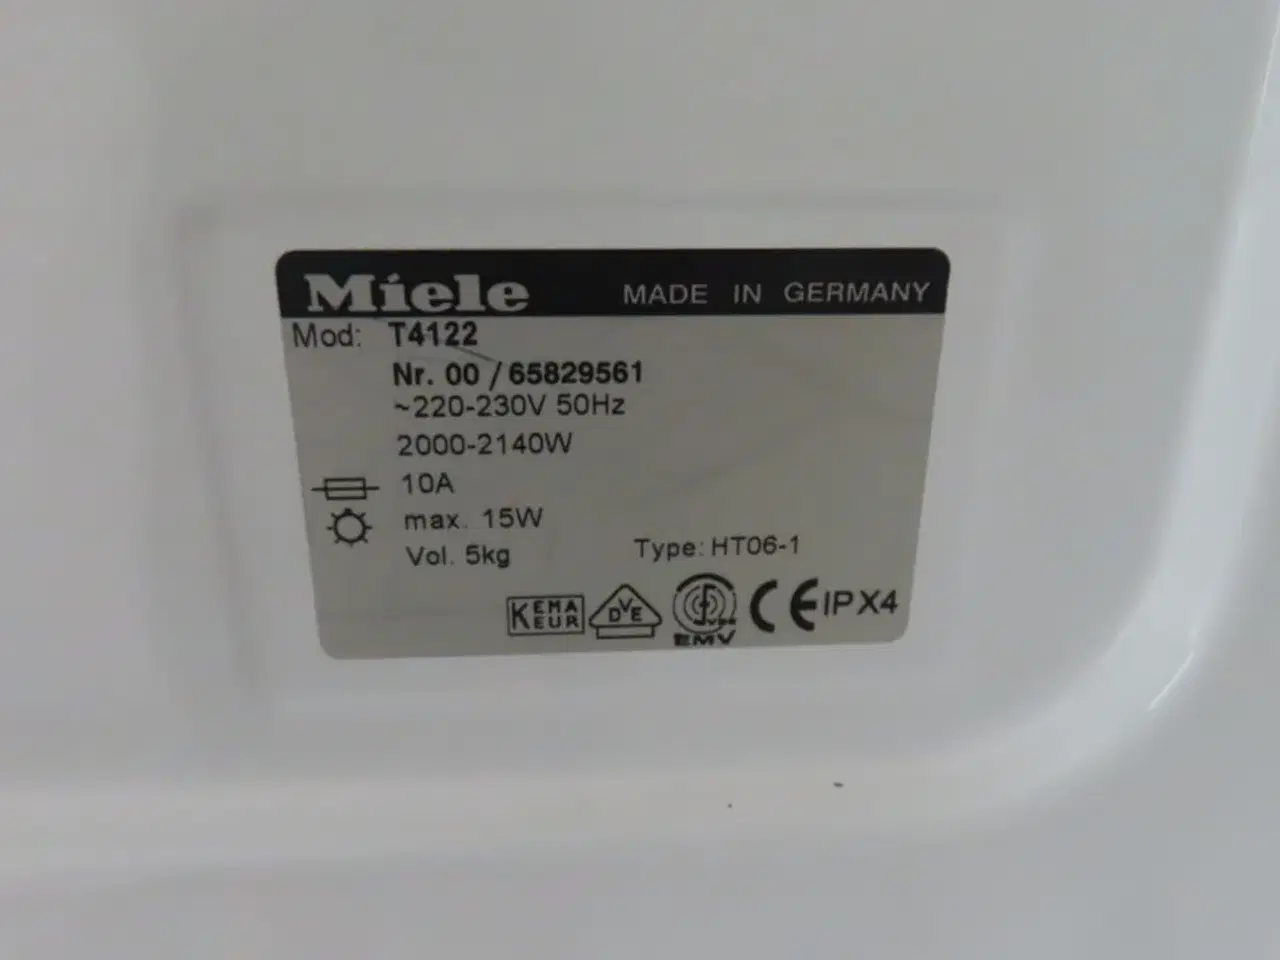 Miele MADE IN GERMANY
Mod: T4122
Nr. 00 / 65829561
~220-230V 50Hz
2000-2140W
10A
max. 15W
Vol. 5kg Type: HT06-1
KEMA EUR DVE EMV CE IPX4